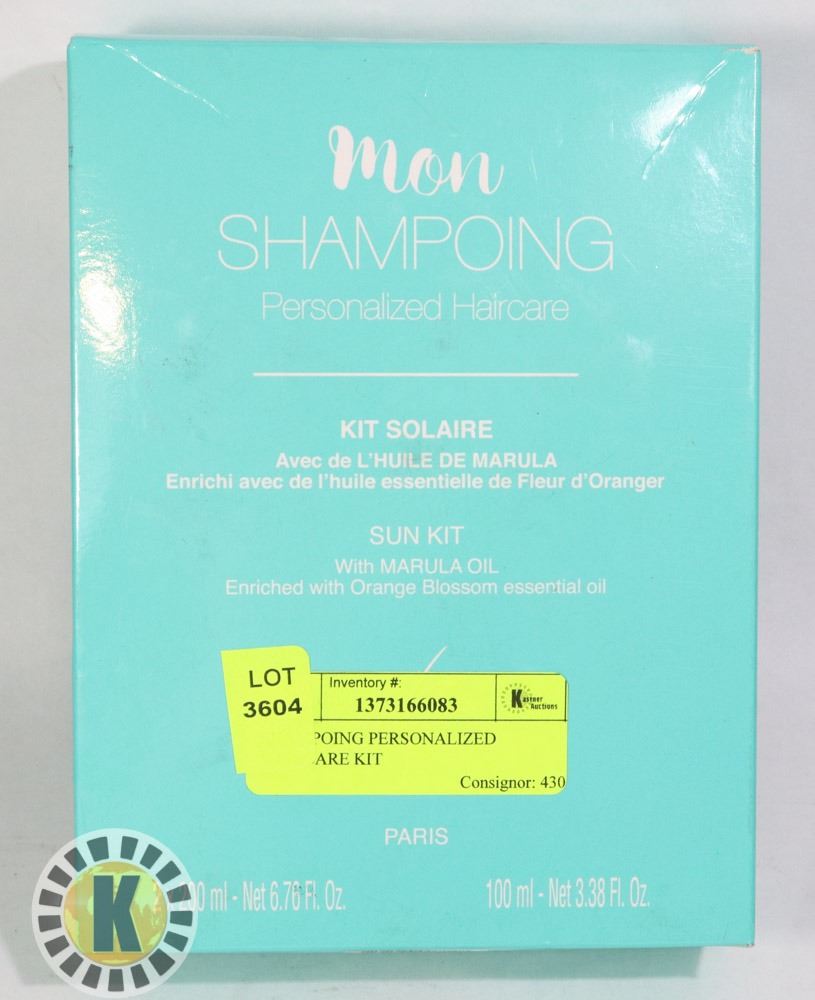 mon
SHAMPOING
Personalized Haircare
KIT SOLAIRE
Avec de L'HUILE DE MARULA
Enrichi avec de l'huile essentielle de Fleur d'Oranger
SUN KIT
With MARULA OIL
Enriched with Orange Blossom essential oil
LOT
3604
Inventory #:
1373166083
Kastner
Auctions
POING PERSONALIZED
ARE KIT
Consignor: 430
PARIS
200 ml - Net 6.76 Fl. Oz.
100 ml - Net 3.38 Fl. Oz.
K